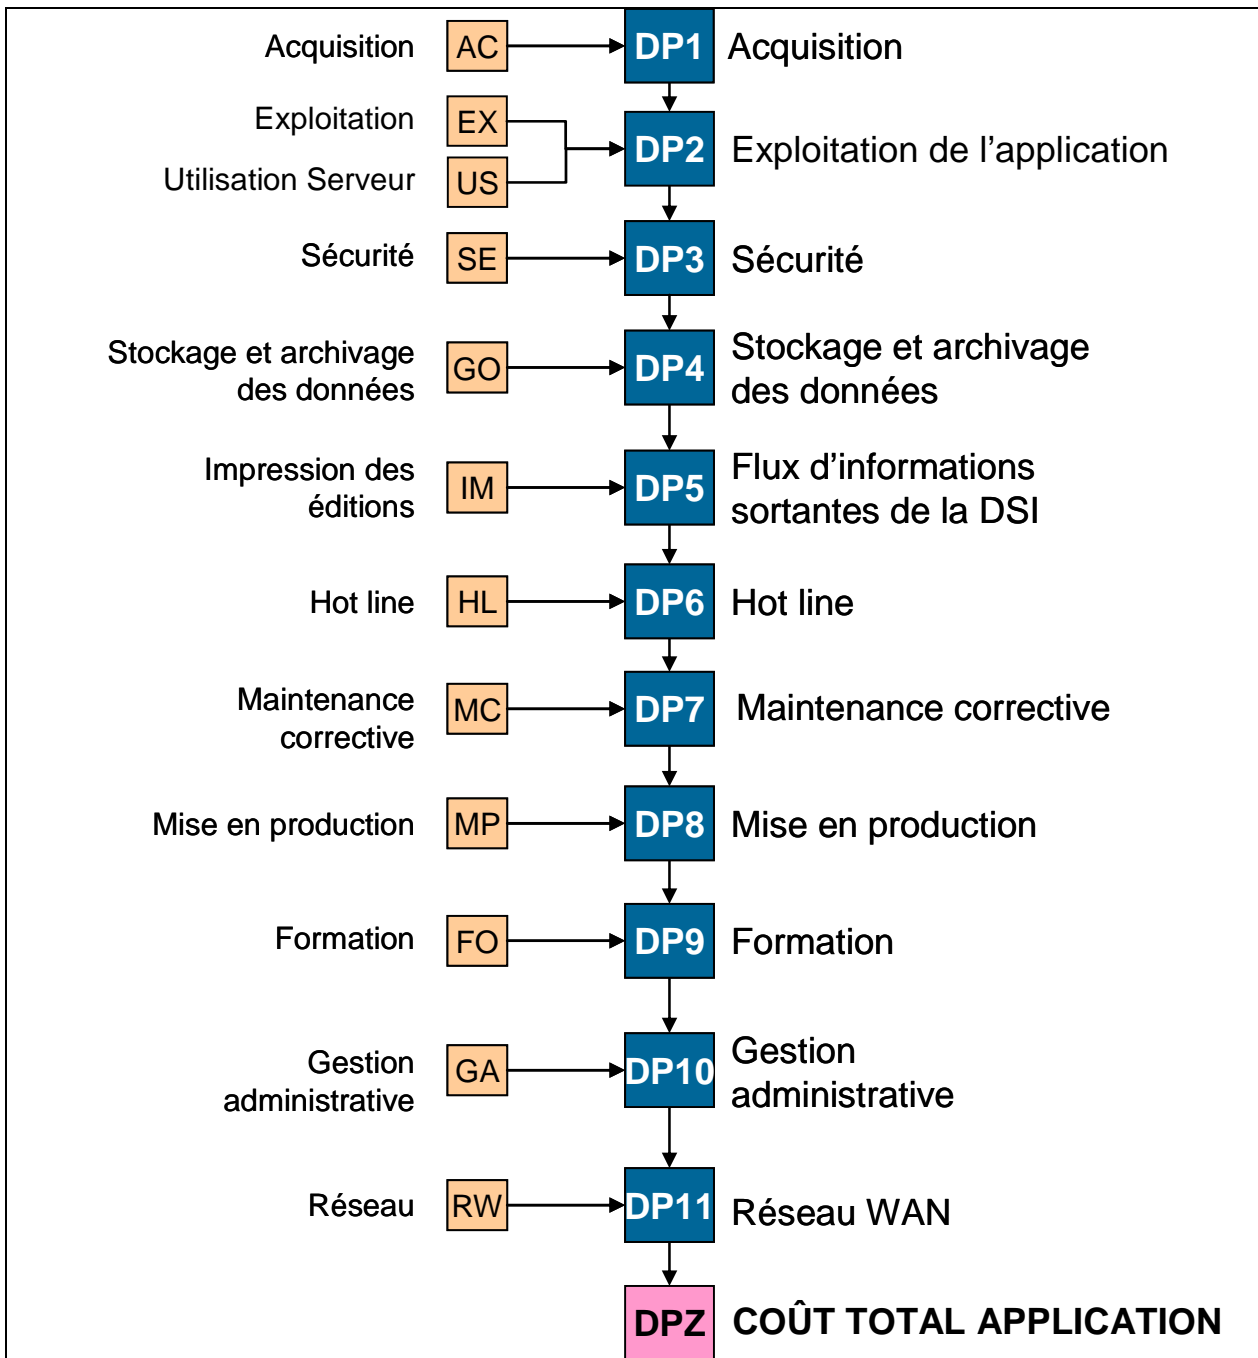 Acquisition AC DP1 Acquisition
Exploitation EX
DP2 Exploitation de l’application
Utilisation Serveur US
Sécurité SE DP3 Sécurité
Stockage et archivage
des données
GO
DP4
Stockage et archivage
des données
Impression des
éditions
IM
DP5
Flux d’informations
sortantes de la DSI
Hot line HL DP6 Hot line
Maintenance
corrective
MC
DP7
Maintenance corrective
Mise en production MP DP8 Mise en production
Formation FO DP9 Formation
Gestion
administrative
GA
DP10
Gestion
administrative
Réseau RW DP11 Réseau WAN
DPZ COÛT TOTAL APPLICATION